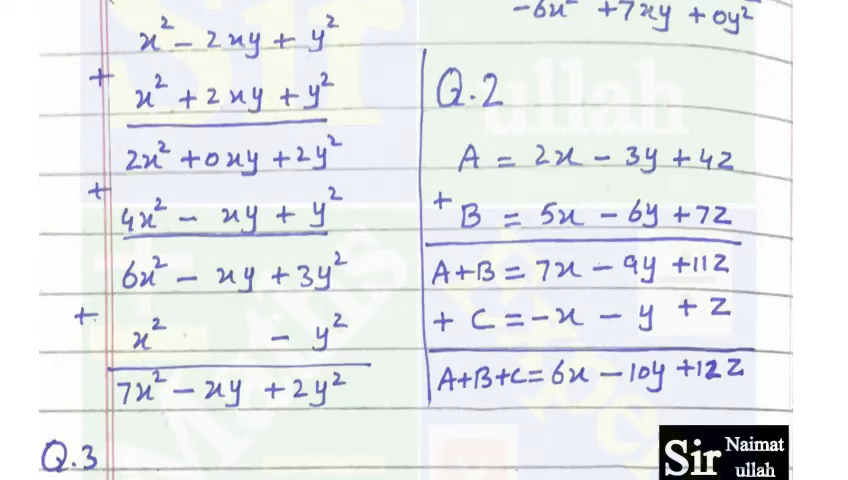 x² - 2xy + y²
+ x² + 2xy + y²
2x² + 0xy + 2y²
+ 4x² - xy + y²
6x² - xy + 3y²
+ x² - y²
7x² - xy + 2y²
Q.3
-6x² + 7xy + 0y²
Q.2
A = 2x - 3y + 4z
+ B = 5x - 6y + 7z
A+B = 7x - 9y + 11z
+ C = -x - y + z
A+B+C = 6x - 10y + 12z
Sir Naimat
ullah